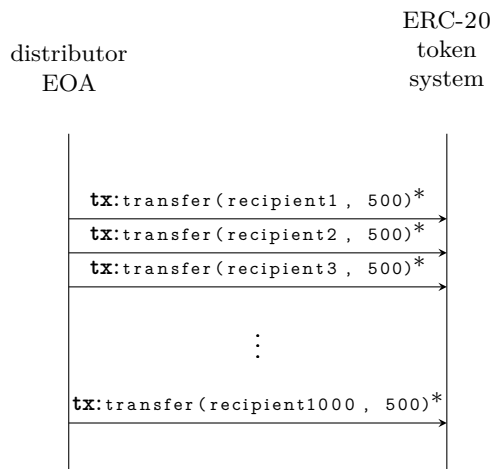 distributor
EOA
ERC-20
token
system
tx:transfer(recipient1, 500)*
tx:transfer(recipient2, 500)*
tx:transfer(recipient3, 500)*
⋮
tx:transfer(recipient1000, 500)*